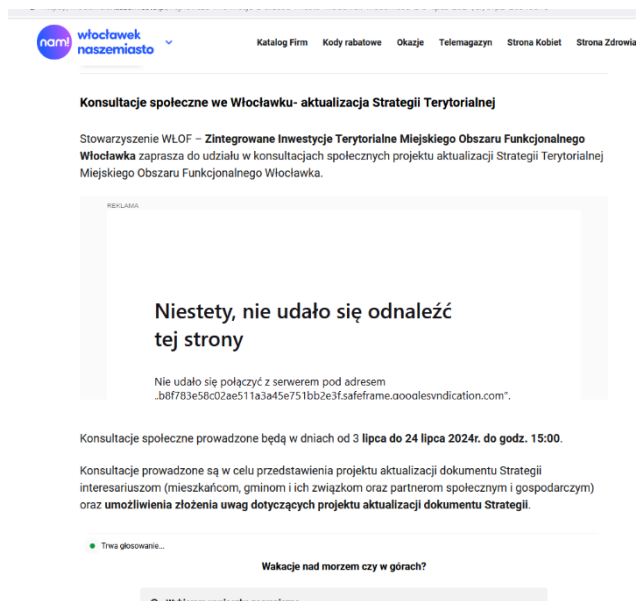 nam! włocławek
naszemiasto
Katalog Firm Kody rabatowe Okazje Telemagazyn Strona Kobiet Strona Zdrowia
Konsultacje społeczne we Włocławku- aktualizacja Strategii Terytorialnej
Stowarzyszenie WLOF – Zintegrowane Inwestycje Terytorialne Miejskiego Obszaru Funkcjonalnego
Włocławka zaprasza do udziału w konsultacjach społecznych projektu aktualizacji Strategii Terytorialnej
Miejskiego Obszaru Funkcjonalnego Włocławka.
REKLAMA
Niestety, nie udało się odnaleźć
tej strony
Nie udało się połączyć z serwerem pod adresem
„b8f783e58c02ae511a3a45e751bb2e3f.safeframe.googlesyndication.com".
Konsultacje społeczne prowadzone będą w dniach od 3 lipca do 24 lipca 2024r. do godz. 15:00.
Konsultacje prowadzone są w celu przedstawienia projektu aktualizacji dokumentu Strategii
interesariuszom (mieszkańcom, gminom i ich związkom oraz partnerom społecznym i gospodarczym)
oraz umożliwienia złożenia uwag dotyczących projektu aktualizacji dokumentu Strategii.
Trwa głosowanie...
Wakacje nad morzem czy w górach?